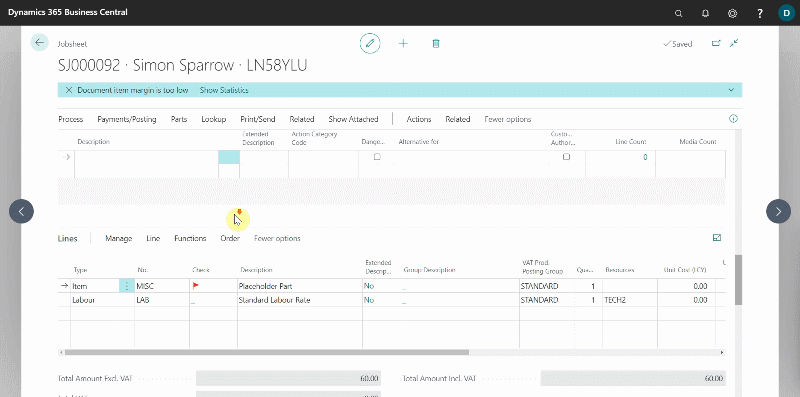 Dynamics 365 Business Central
?
D
Jobsheet
Saved
SJ000092 · Simon Sparrow · LN58YLU
Document item margin is too low Show Statistics
Process Payments/Posting Parts Lookup Print/Send Related Show Attached Actions Related Fewer options
Description Extended Description Action Category Code Dange... Alternative for Custo... Author... Line Count Media Count
0
Lines Manage Line Functions Order Fewer options
Type No. Check Description Extended Descrip... Group Description VAT Prod. Posting Group Qua... Resources Unit Cost (LCY)
Item MISC Placeholder Part No _ STANDARD 1 0.00
Labour LAB _ Standard Labour Rate No _ STANDARD 1 TECH2 0.00
Total Amount Excl. VAT 60.00 Total Amount Incl. VAT 60.00